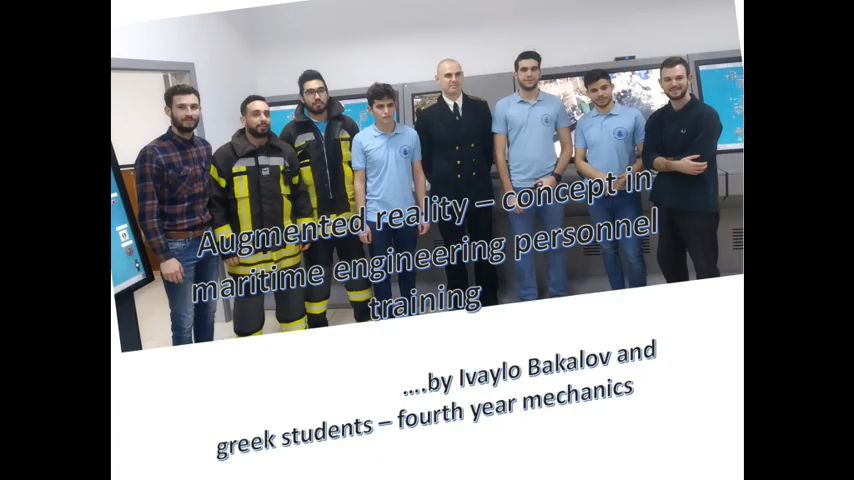 Augmented reality – concept in
maritime engineering personnel
training
....by Ivaylo Bakalov and
greek students – fourth year mechanics